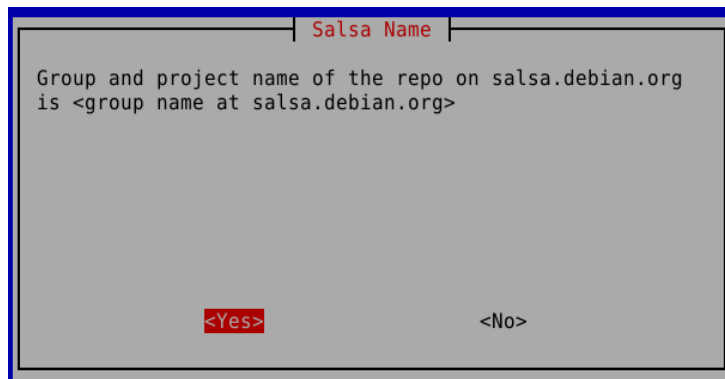 Salsa Name
Group and project name of the repo on salsa.debian.org
is <group name at salsa.debian.org>
<Yes> <No>